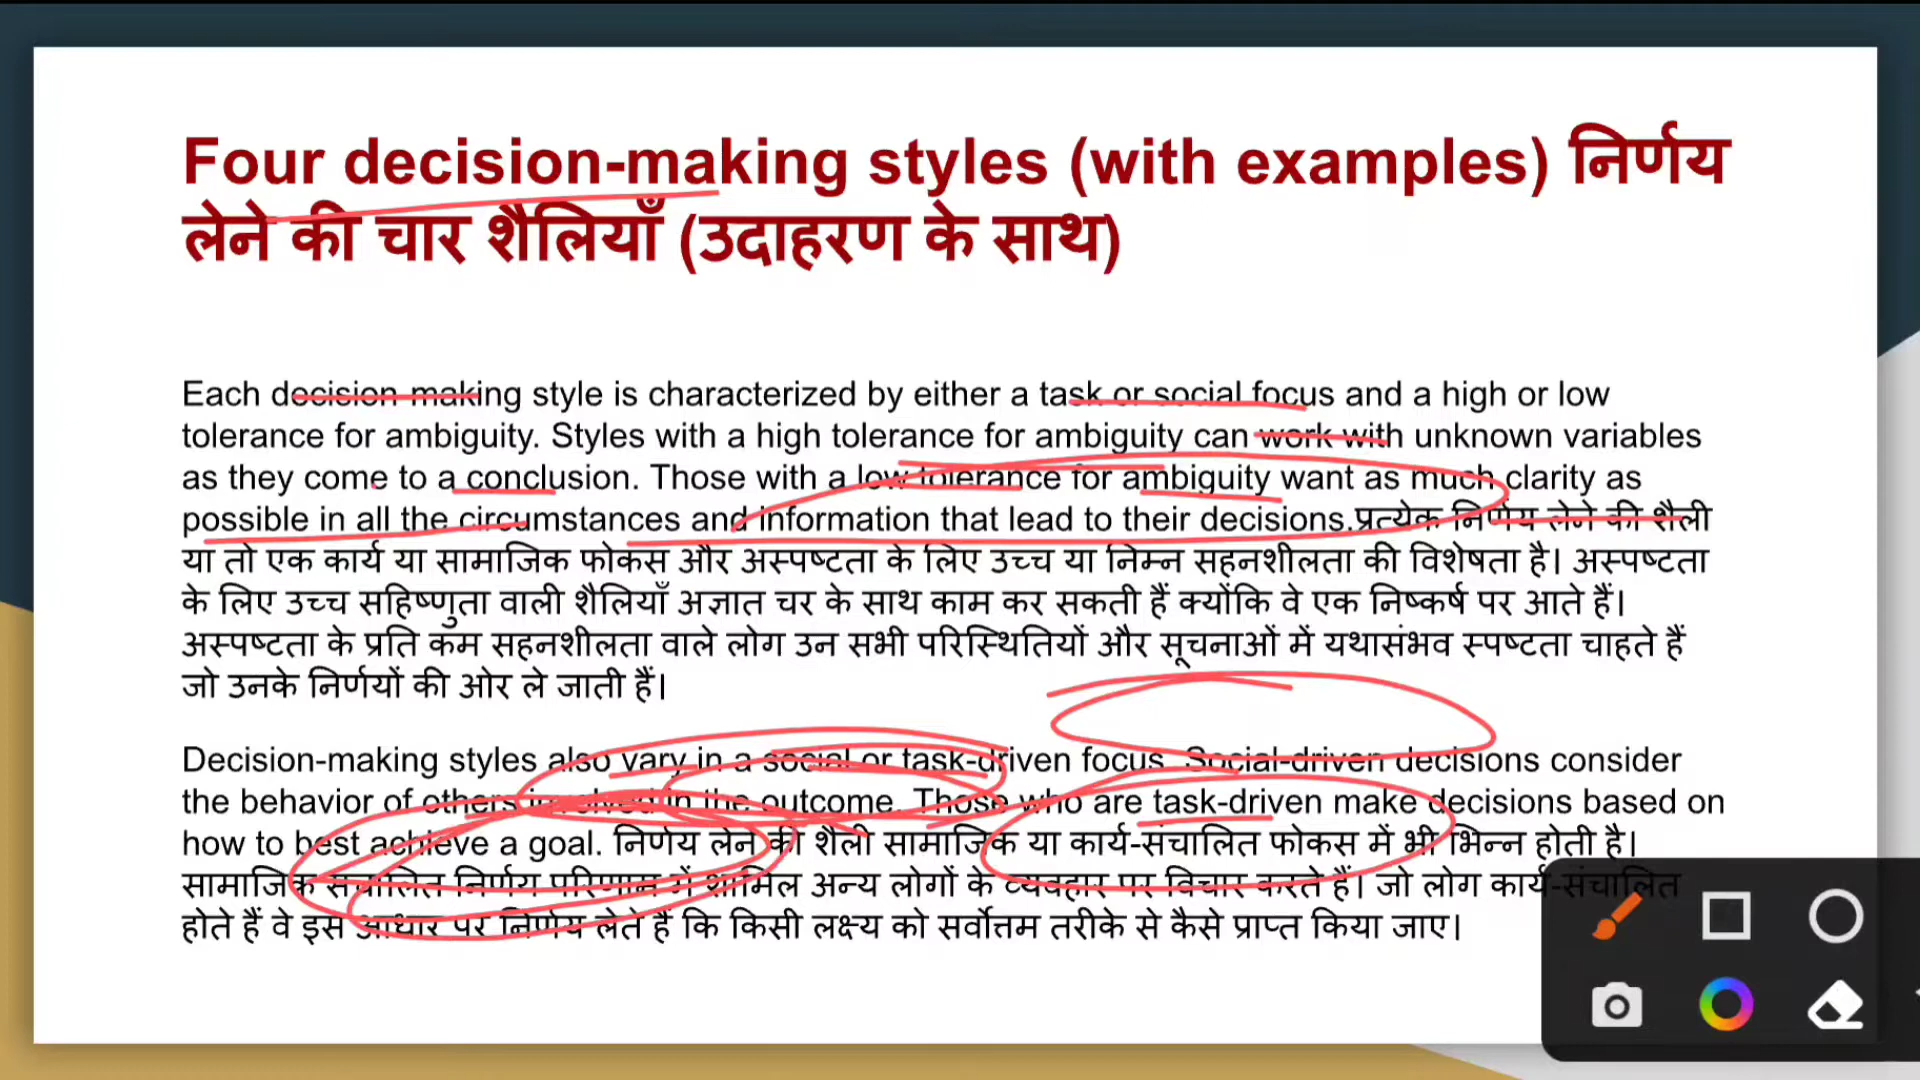 Four decision-making styles (with examples) निर्णय
लेने की चार शैलियाँ (उदाहरण के साथ)
Each decision-making style is characterized by either a task or social focus and a high or low
tolerance for ambiguity. Styles with a high tolerance for ambiguity can work with unknown variables
as they come to a conclusion. Those with a low tolerance for ambiguity want as much clarity as
possible in all the circumstances and information that lead to their decisions.प्रत्येक निर्णय लेने की शैली
या तो एक कार्य या सामाजिक फोकस और अस्पष्टता के लिए उच्च या निम्न सहनशीलता की विशेषता है। अस्पष्टता
के लिए उच्च सहिष्णुता वाली शैलियाँ अज्ञात चर के साथ काम कर सकती हैं क्योंकि वे एक निष्कर्ष पर आते हैं।
अस्पष्टता के प्रति कम सहनशीलता वाले लोग उन सभी परिस्थितियों और सूचनाओं में यथासंभव स्पष्टता चाहते हैं
जो उनके निर्णयों की ओर ले जाती हैं।
Decision-making styles also vary in a social or task-driven focus. Social-driven decisions consider
the behavior of others involved in the outcome. Those who are task-driven make decisions based on
how to best achieve a goal. निर्णय लेने की शैली सामाजिक या कार्य-संचालित फोकस में भी भिन्न होती है।
सामाजिक संचालित निर्णय परिणाम में शामिल अन्य लोगों के व्यवहार पर विचार करते हैं। जो लोग कार्य-संचालित
होते हैं वे इस आधार पर निर्णय लेते हैं कि किसी लक्ष्य को सर्वोत्तम तरीके से कैसे प्राप्त किया जाए।